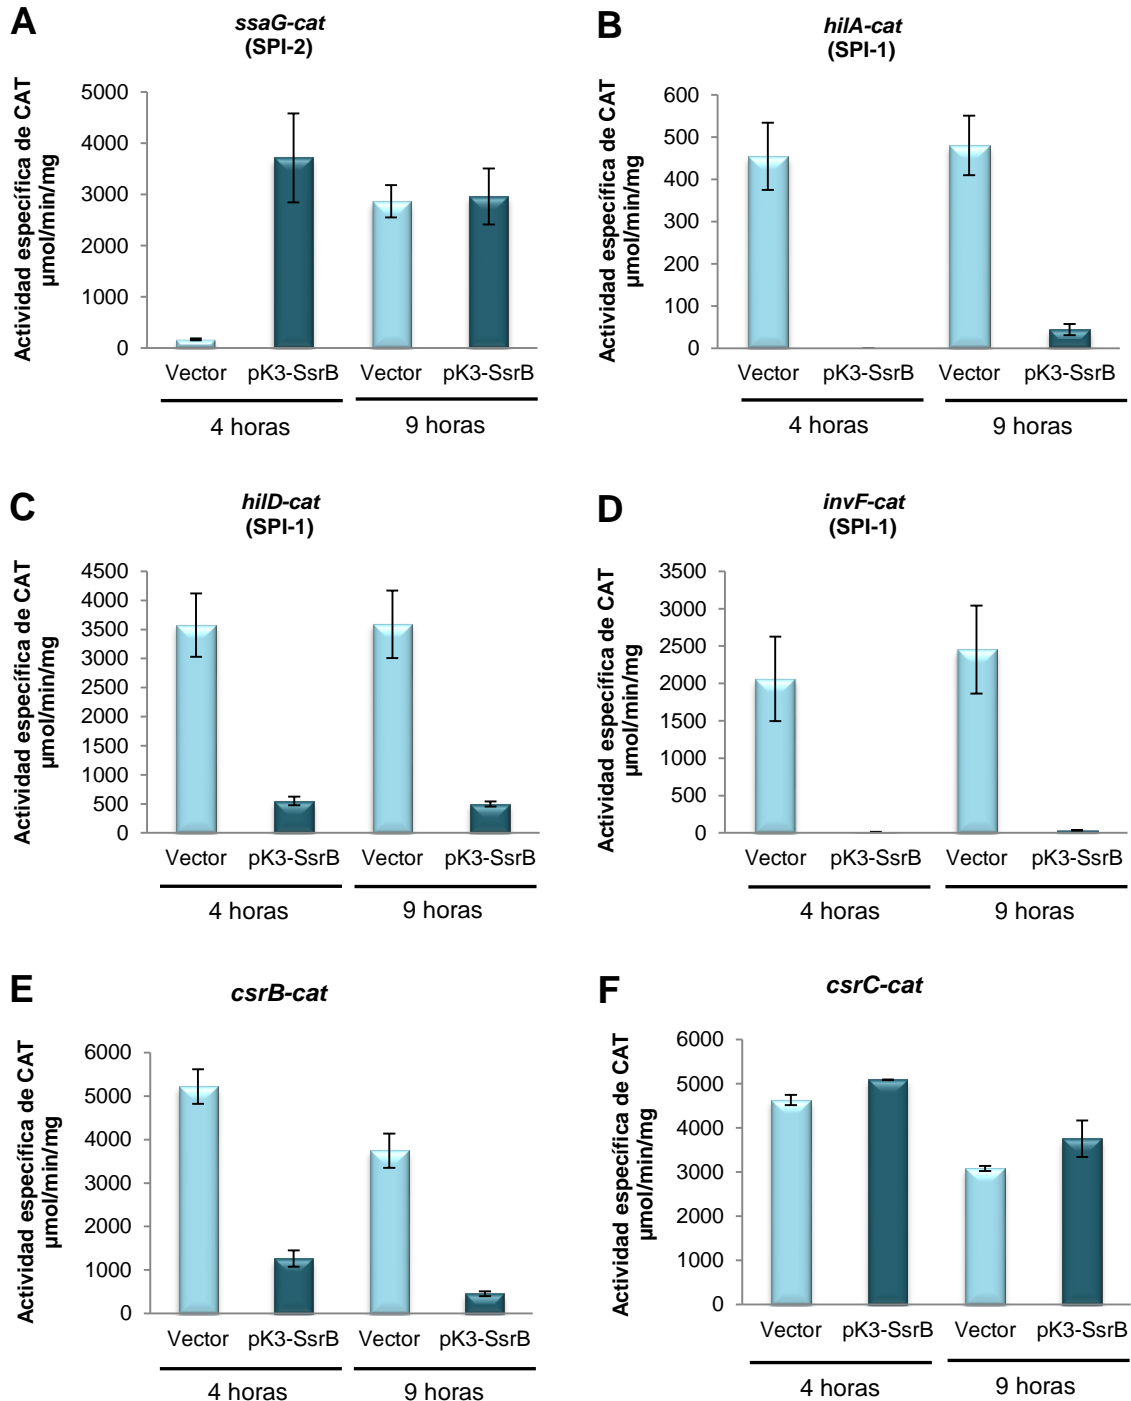 A
ssaG-cat
(SPI-2)
Actividad específica de CAT
µmol/min/mg
5000
4000
3000
2000
1000
0
Vector pK3-SsrB Vector pK3-SsrB
4 horas 9 horas
B
hilA-cat
(SPI-1)
Actividad específica de CAT
µmol/min/mg
600
500
400
300
200
100
0
Vector pK3-SsrB Vector pK3-SsrB
4 horas 9 horas
C
hilD-cat
(SPI-1)
Actividad específica de CAT
µmol/min/mg
4500
4000
3500
3000
2500
2000
1500
1000
500
0
Vector pK3-SsrB Vector pK3-SsrB
4 horas 9 horas
D
invF-cat
(SPI-1)
Actividad específica de CAT
µmol/min/mg
3500
3000
2500
2000
1500
1000
500
0
Vector pK3-SsrB Vector pK3-SsrB
4 horas 9 horas
E
csrB-cat
Actividad específica de CAT
µmol/min/mg
6000
5000
4000
3000
2000
1000
0
Vector pK3-SsrB Vector pK3-SsrB
4 horas 9 horas
F
csrC-cat
Actividad específica de CAT
µmol/min/mg
6000
5000
4000
3000
2000
1000
0
Vector pK3-SsrB Vector pK3-SsrB
4 horas 9 horas